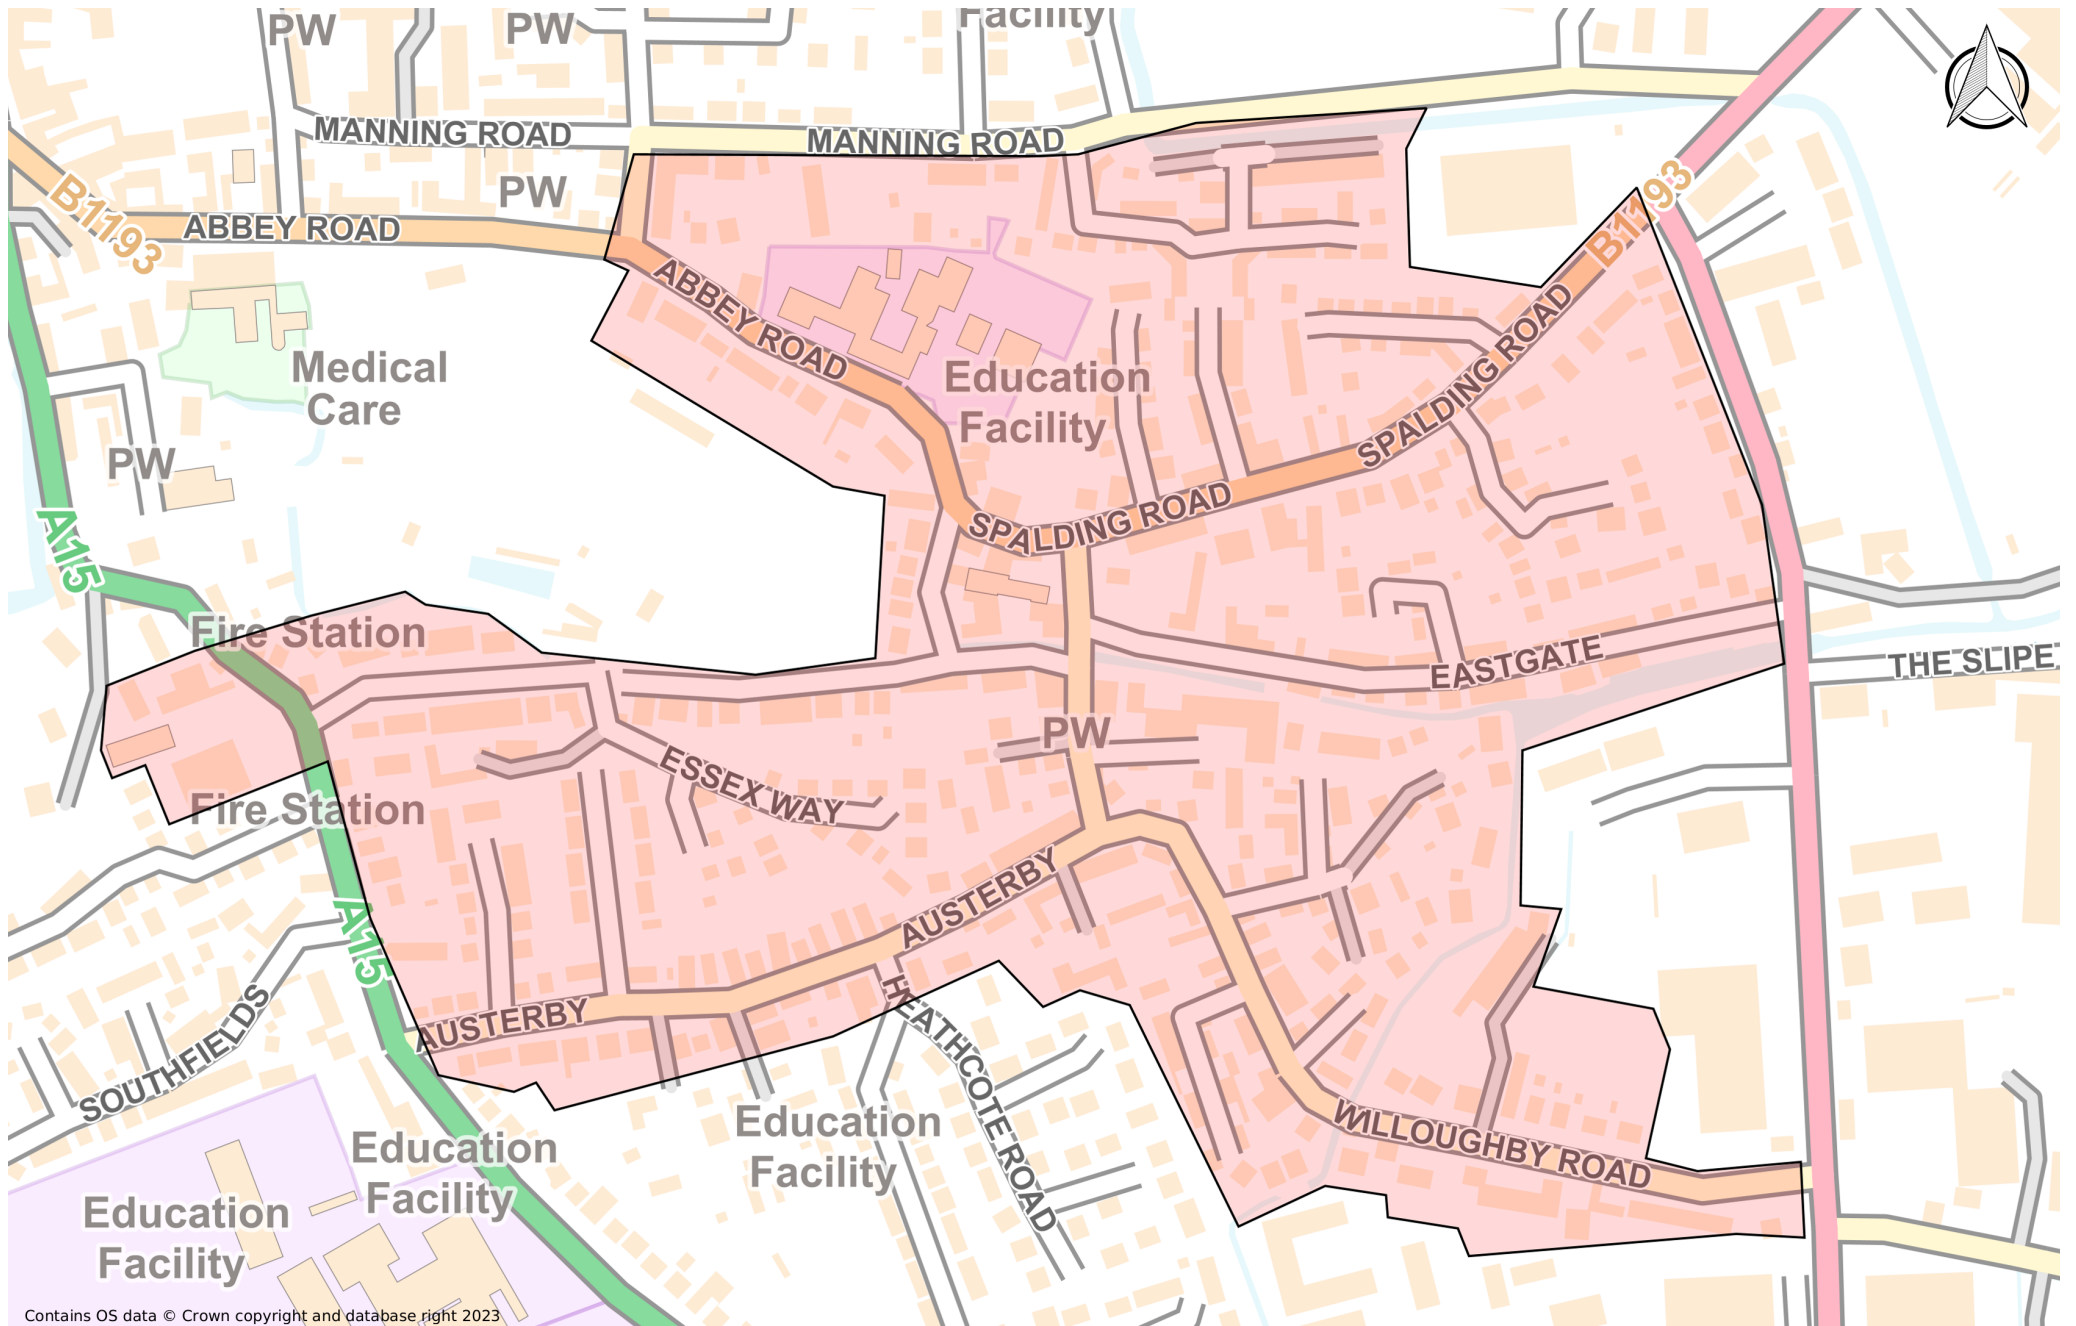 PW
PW
Facility
MANNING ROAD
MANNING ROAD
PW
B1193
ABBEY ROAD
B1193
ABBEY ROAD
SPALDING ROAD
Medical
Care
Education
Facility
PW
SPALDING ROAD
A15
Fire Station
EASTGATE
THE SLIPE
PW
ESSEX WAY
Fire Station
AUSTERBY
A15
AUSTERBY
HEATHCOTE ROAD
SOUTHFIELDS
Education
Facility
WILLOUGHBY ROAD
Education
Facility
Education
Facility
Contains OS data © Crown copyright and database right 2023